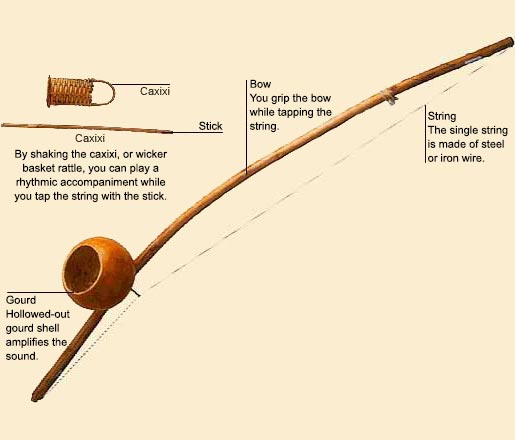 Caxixi
Stick
Caxixi
By shaking the caxixi, or wicker
basket rattle, you can play a
rhythmic accompaniment while
you tap the string with the stick.
Bow
You grip the bow
while tapping the
string.
String
The single string
is made of steel
or iron wire.
Gourd
Hollowed-out
gourd shell
amplifies the
sound.